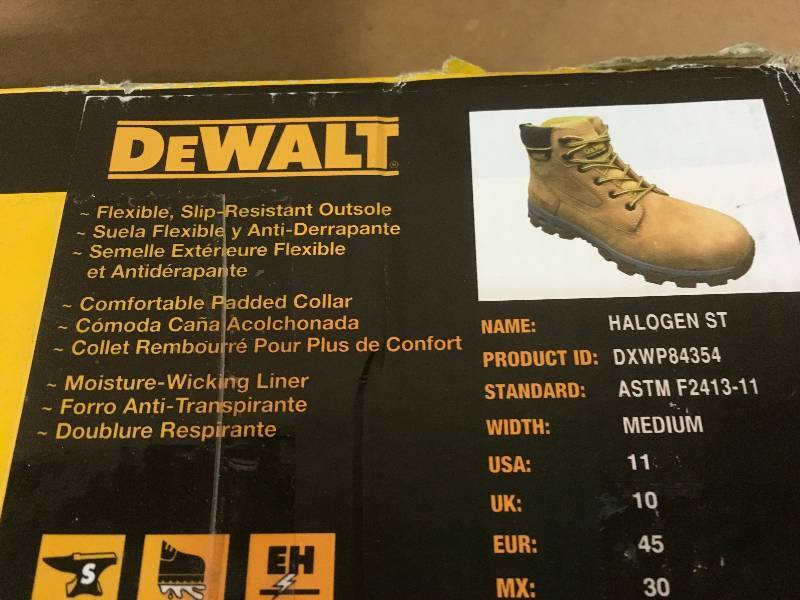 DEWALT
~ Flexible, Slip-Resistant Outsole
~ Suela Flexible y Anti-Derrapante
~ Semelle Extérieure Flexible
et Antidérapante
~ Comfortable Padded Collar
~ Cómoda Caña Acolchonada
~ Collet Rembourré Pour Plus de Confort
~ Moisture-Wicking Liner
~ Forro Anti-Transpirante
~ Doublure Respirante
NAME: HALOGEN ST
PRODUCT ID: DXWP84354
STANDARD: ASTM F2413-11
WIDTH: MEDIUM
USA: 11
UK: 10
EUR: 45
MX: 30
S
EH